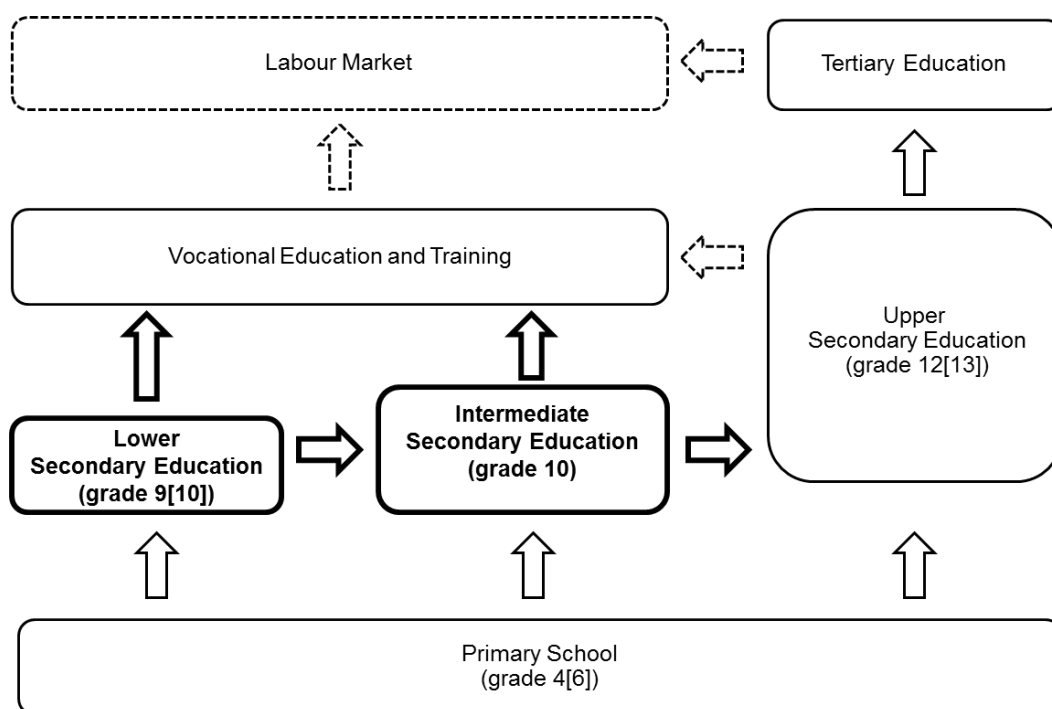 Labour Market
Tertiary Education
Vocational Education and Training
Upper
Secondary Education
(grade 12[13])
Lower
Secondary Education
(grade 9[10])
Intermediate
Secondary Education
(grade 10)
Primary School
(grade 4[6])